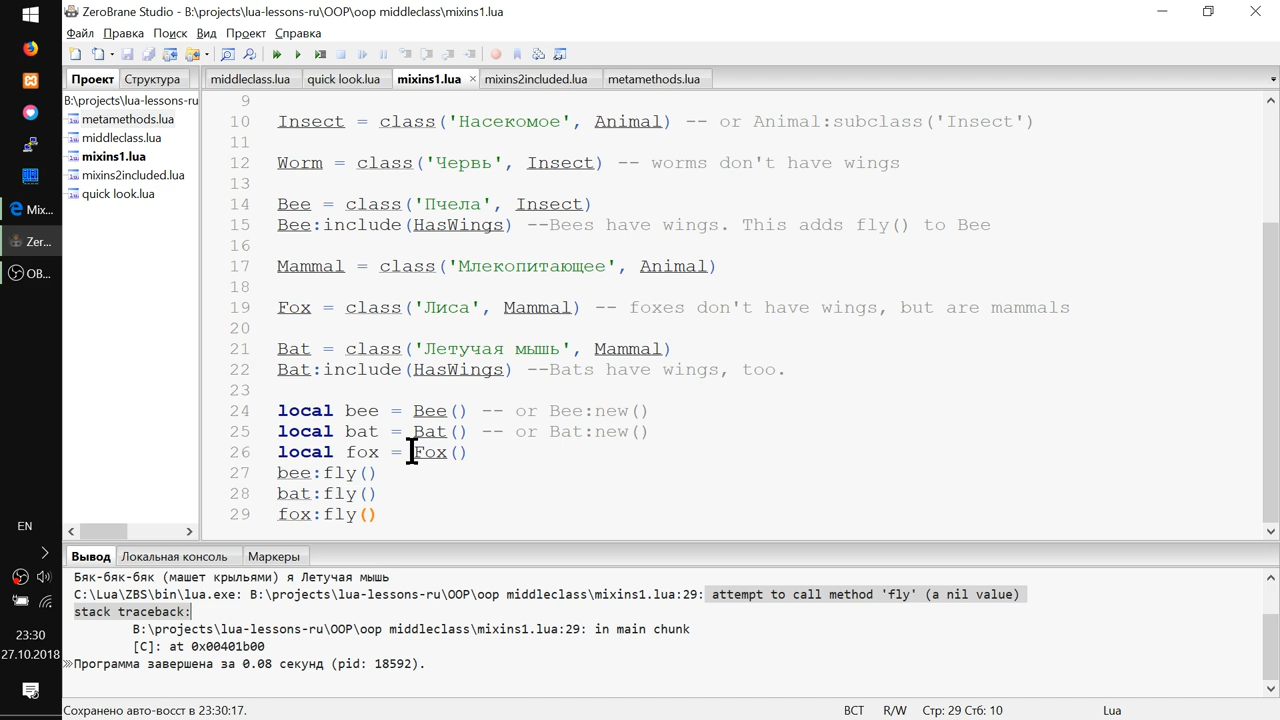 ZeroBrane Studio - B:\projects\lua-lessons-ru\OOP\oop middleclass\mixins1.lua
Файл Правка Поиск Вид Проект Справка
Проект Структура
middleclass.lua quick look.lua mixins1.lua × mixins2included.lua metamethods.lua
B:\projects\lua-lessons-ru
metamethods.lua
middleclass.lua
mixins1.lua
mixins2included.lua
quick look.lua
Mix...
Zer...
OB...
9
10 Insect = class('Насекомое', Animal) -- or Animal:subclass('Insect')
11
12 Worm = class('Червь', Insect) -- worms don't have wings
13
14 Bee = class('Пчела', Insect)
15 Bee:include(HasWings) --Bees have wings. This adds fly() to Bee
16
17 Mammal = class('Млекопитающее', Animal)
18
19 Fox = class('Лиса', Mammal) -- foxes don't have wings, but are mammals
20
21 Bat = class('Летучая мышь', Mammal)
22 Bat:include(HasWings) --Bats have wings, too.
23
24 local bee = Bee() -- or Bee:new()
25 local bat = Bat() -- or Bat:new()
26 local fox = Fox()
27 bee:fly()
28 bat:fly()
29 fox:fly()
Вывод Локальная консоль Маркеры
Бяк-бяк-бяк (машет крыльями) я Летучая мышь
C:\Lua\ZBS\bin\lua.exe: B:\projects\lua-lessons-ru\OOP\oop middleclass\mixins1.lua:29: attempt to call method 'fly' (a nil value)
stack traceback:
B:\projects\lua-lessons-ru\OOP\oop middleclass\mixins1.lua:29: in main chunk
[C]: at 0x00401b00
Программа завершена за 0.08 секунд (pid: 18592).
EN
23:30
27.10.2018
Сохранено авто-восст в 23:30:17.
ВСТ R/W Стр: 29 Стб: 10 Lua